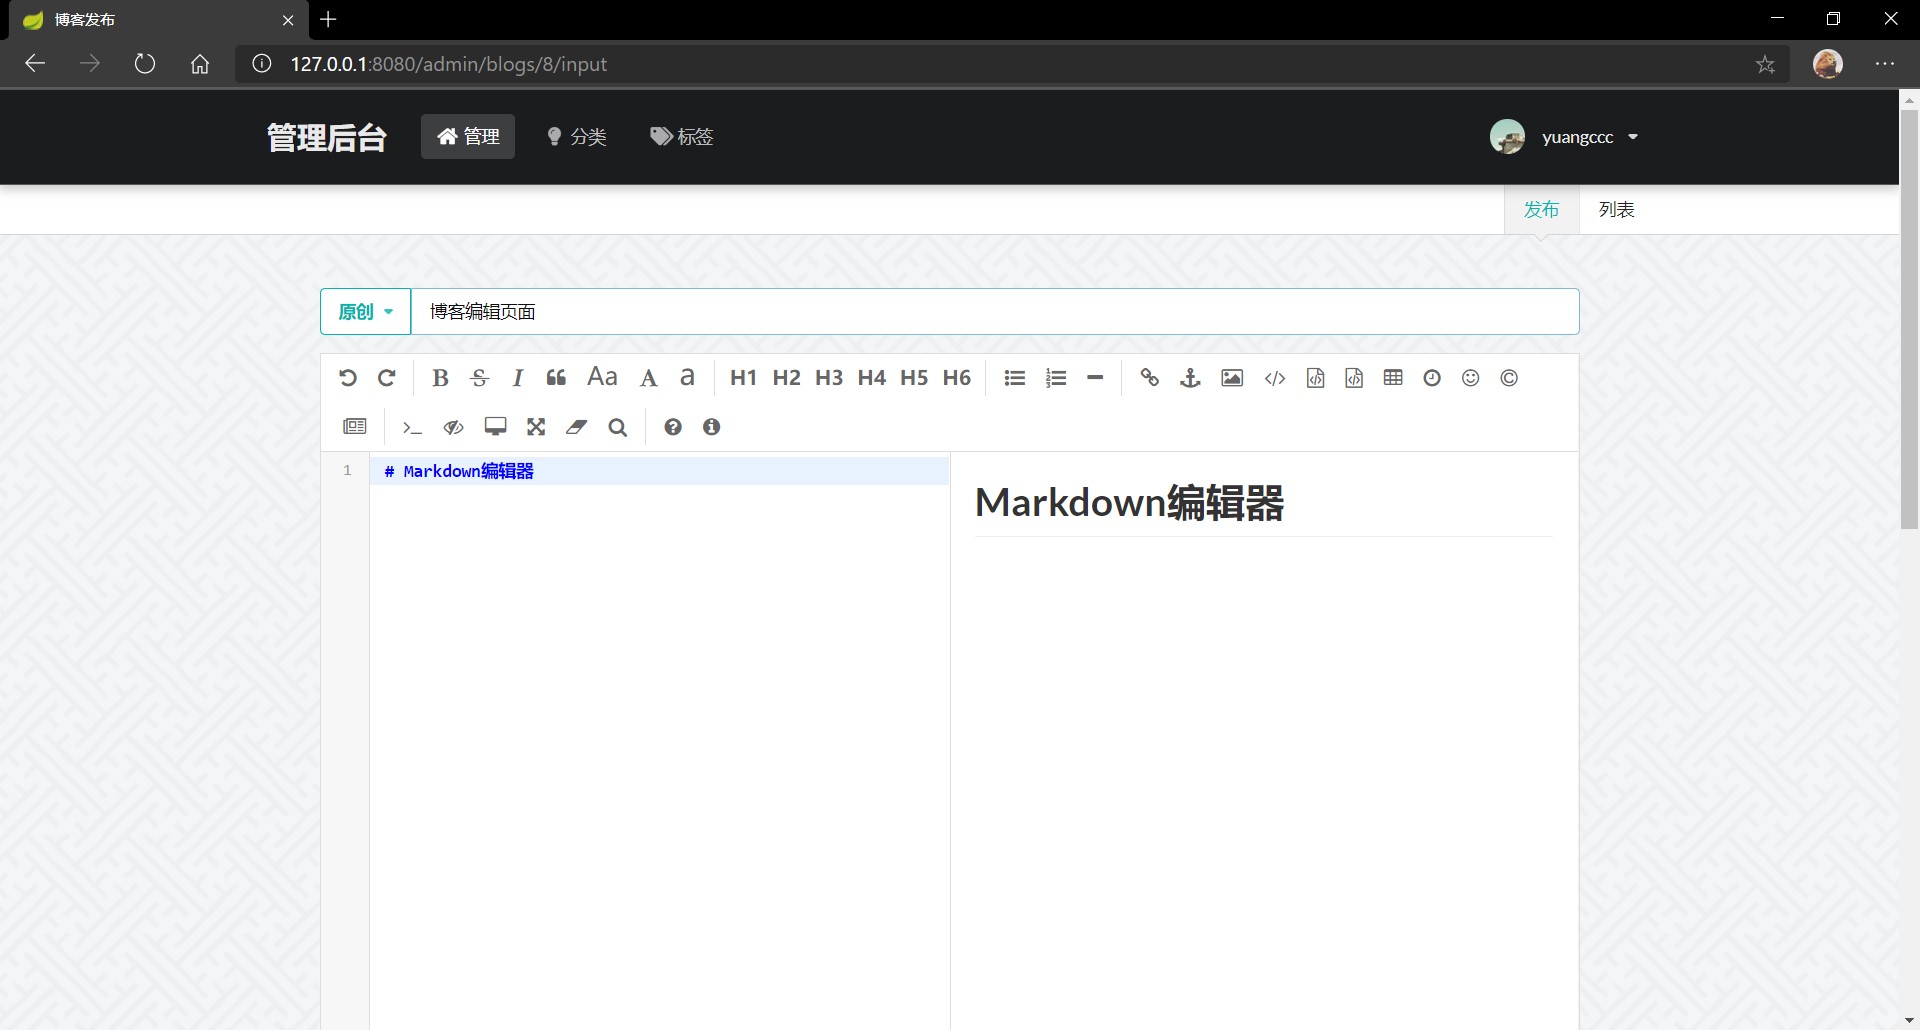 博客发布
127.0.0.1:8080/admin/blogs/8/input
管理后台 管理 分类 标签 yuangccc
发布 列表
原创 博客编辑页面
B S I Aa A a H1 H2 H3 H4 H5 H6
1 # Markdown编辑器
Markdown编辑器